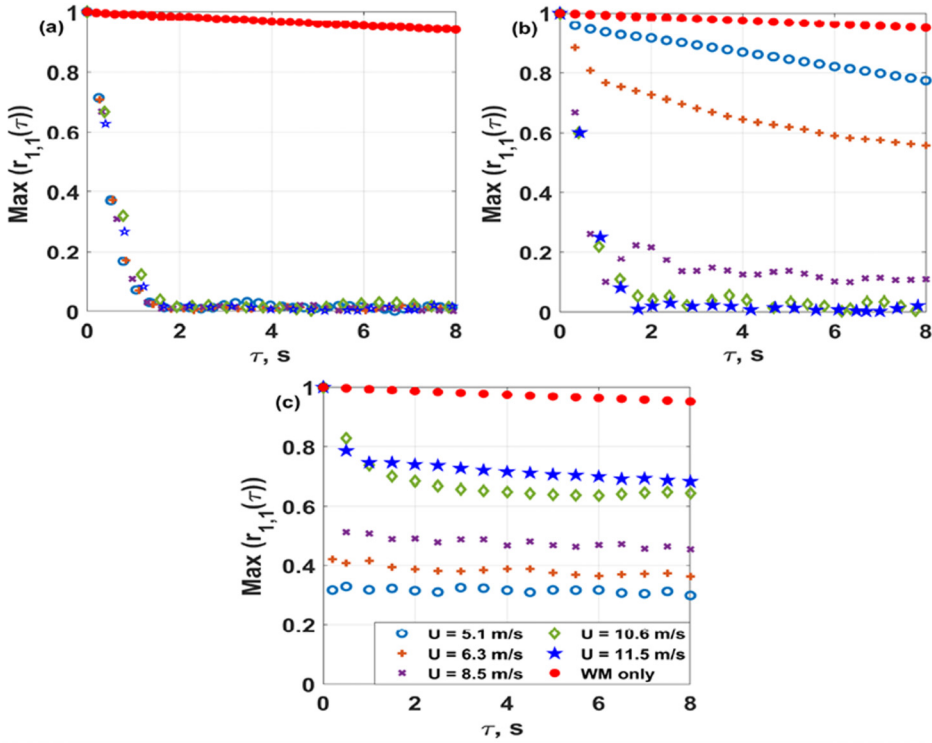 (a)
Max (r1,1(τ))
1
0.8
0.6
0.4
0.2
0
0 2 4 6 8
τ, s
(b)
Max (r1,1(τ))
1
0.8
0.6
0.4
0.2
0
0 2 4 6 8
τ, s
(c)
Max (r1,1(τ))
1
0.8
0.6
0.4
0.2
0
U = 5.1 m/s U = 10.6 m/s
U = 6.3 m/s U = 11.5 m/s
U = 8.5 m/s WM only
0 2 4 6 8
τ, s